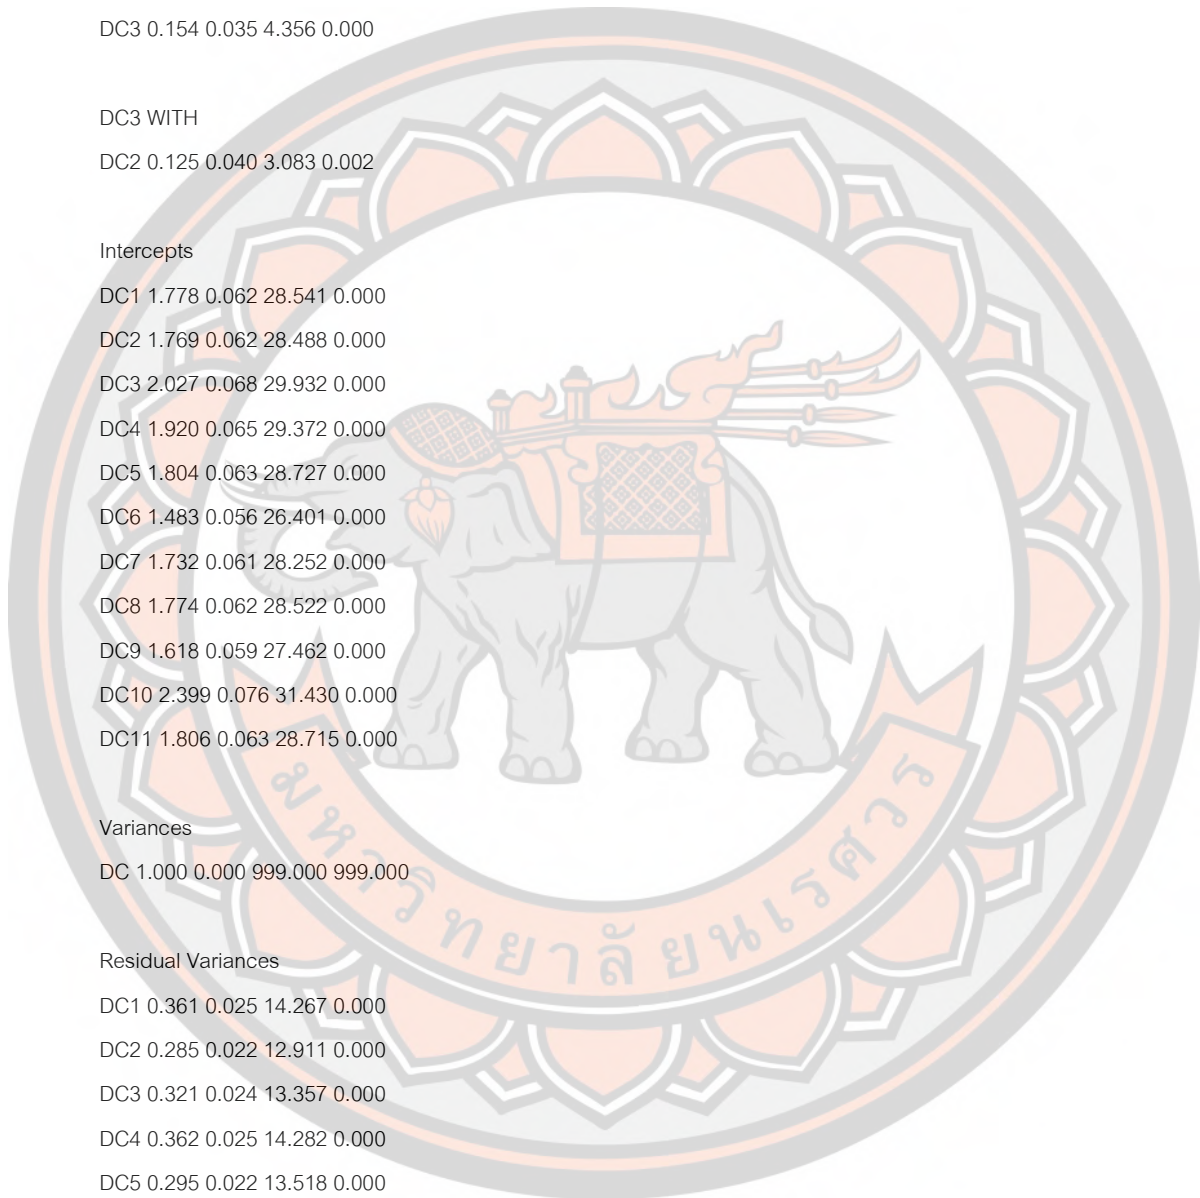 DC3 0.154 0.035 4.356 0.000
DC3 WITH
DC2 0.125 0.040 3.083 0.002
Intercepts
DC1 1.778 0.062 28.541 0.000
DC2 1.769 0.062 28.488 0.000
DC3 2.027 0.068 29.932 0.000
DC4 1.920 0.065 29.372 0.000
DC5 1.804 0.063 28.727 0.000
DC6 1.483 0.056 26.401 0.000
DC7 1.732 0.061 28.252 0.000
DC8 1.774 0.062 28.522 0.000
DC9 1.618 0.059 27.462 0.000
DC10 2.399 0.076 31.430 0.000
DC11 1.806 0.063 28.715 0.000
Variances
DC 1.000 0.000 999.000 999.000
Residual Variances
DC1 0.361 0.025 14.267 0.000
DC2 0.285 0.022 12.911 0.000
DC3 0.321 0.024 13.357 0.000
DC4 0.362 0.025 14.282 0.000
DC5 0.295 0.022 13.518 0.000
มหาวิทยาลัยนเรศวร